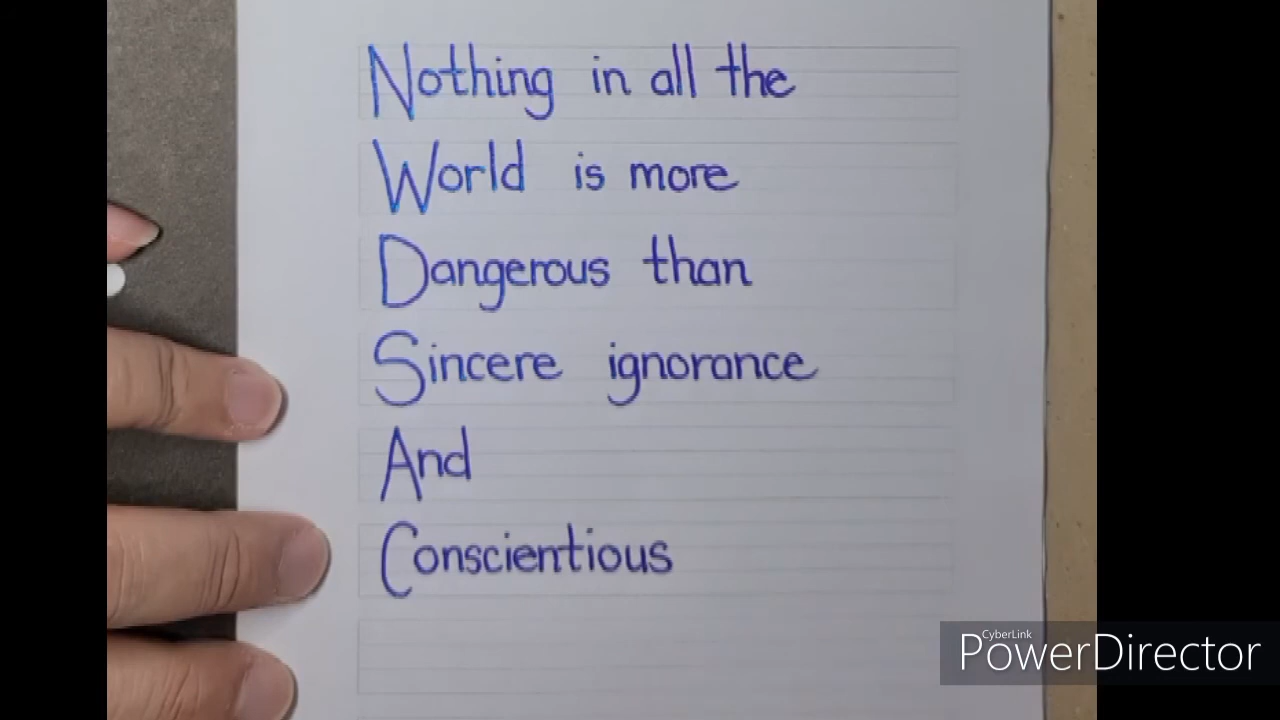 Nothing in all the
World is more
Dangerous than
Sincere ignorance
And
Conscientious
CyberLink
PowerDirector